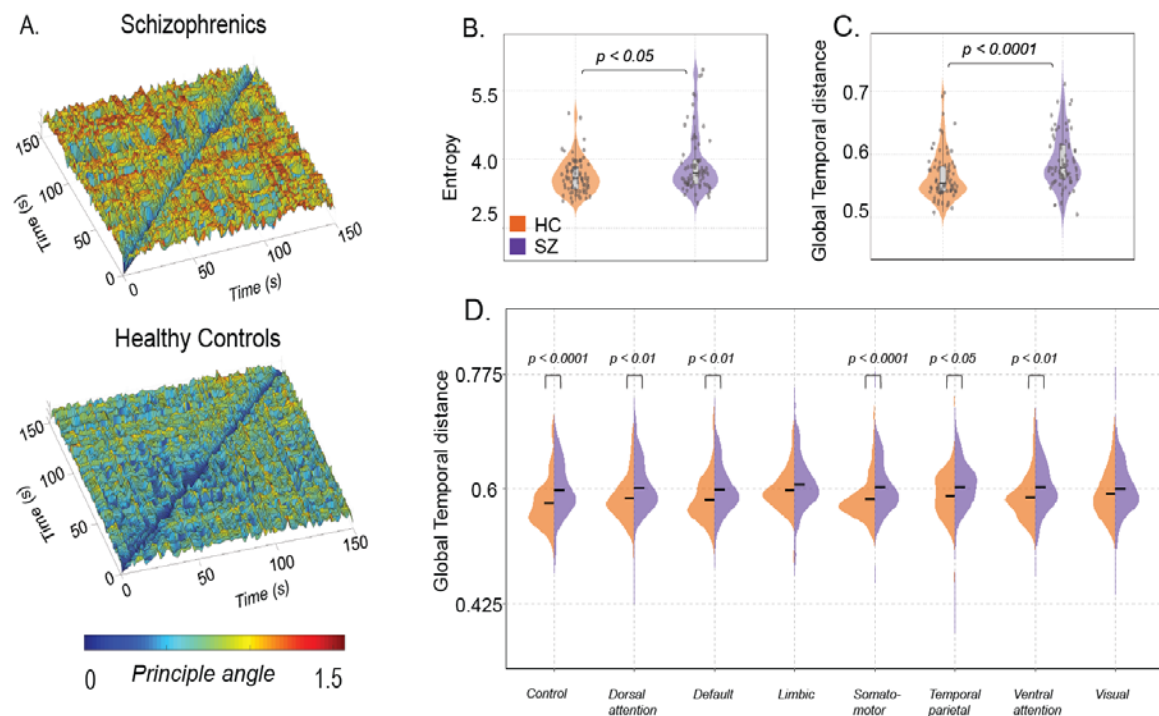 A.
Schizophrenics
150
100
50
0
Time (s)
0
50
100
150
Time (s)
Healthy Controls
150
100
50
0
Time (s)
0
50
100
150
Time (s)
0
Principle angle
1.5
B.
p < 0.05
Entropy
5.5
4.0
2.5
HC
SZ
C.
p < 0.0001
Global Temporal distance
0.7
0.6
0.5
D.
p < 0.0001
p < 0.01
p < 0.01
p < 0.0001
p < 0.05
p < 0.01
Global Temporal distance
0.775
0.6
0.425
Control
Dorsal
attention
Default
Limbic
Somato-
motor
Temporal
parietal
Ventral
attention
Visual